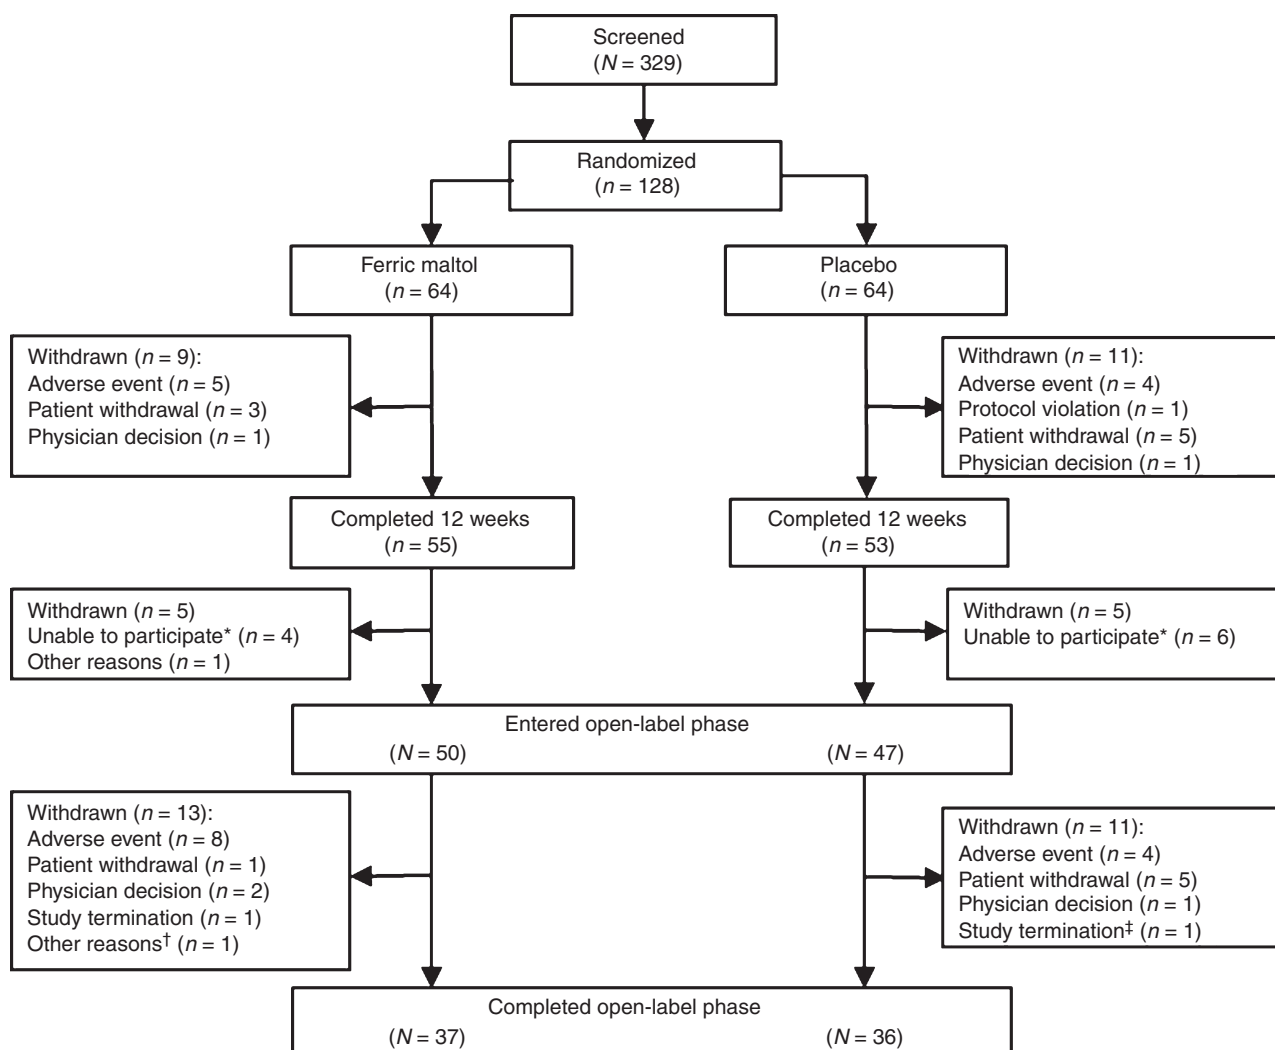 Screened
(N = 329)
Randomized
(n = 128)
Ferric maltol
(n = 64)
Placebo
(n = 64)
Withdrawn (n = 9):
Adverse event (n = 5)
Patient withdrawal (n = 3)
Physician decision (n = 1)
Withdrawn (n = 11):
Adverse event (n = 4)
Protocol violation (n = 1)
Patient withdrawal (n = 5)
Physician decision (n = 1)
Completed 12 weeks
(n = 55)
Completed 12 weeks
(n = 53)
Withdrawn (n = 5)
Unable to participate* (n = 4)
Other reasons (n = 1)
Withdrawn (n = 5)
Unable to participate* (n = 6)
Entered open-label phase
(N = 50) (N = 47)
Withdrawn (n = 13):
Adverse event (n = 8)
Patient withdrawal (n = 1)
Physician decision (n = 2)
Study termination (n = 1)
Other reasons† (n = 1)
Withdrawn (n = 11):
Adverse event (n = 4)
Patient withdrawal (n = 5)
Physician decision (n = 1)
Study termination‡ (n = 1)
Completed open-label phase
(N = 37) (N = 36)